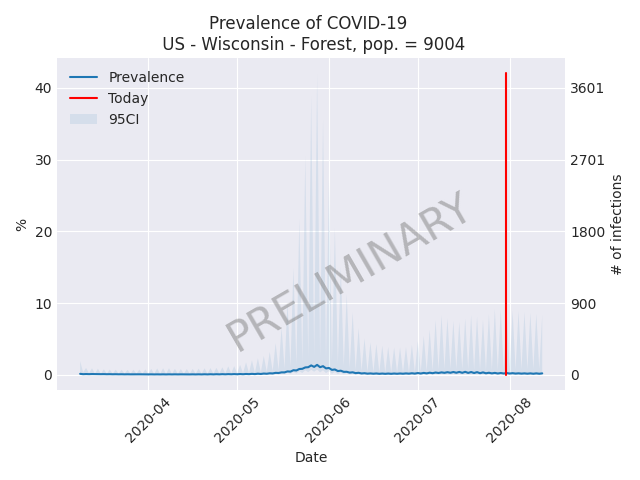 Prevalence of COVID-19
US - Wisconsin - Forest, pop. = 9004
Prevalence
Today
95CI
40
30
20
10
0
%
3601
2701
1800
900
0
# of infections
PRELIMINARY
2020-04
2020-05
2020-06
2020-07
2020-08
Date